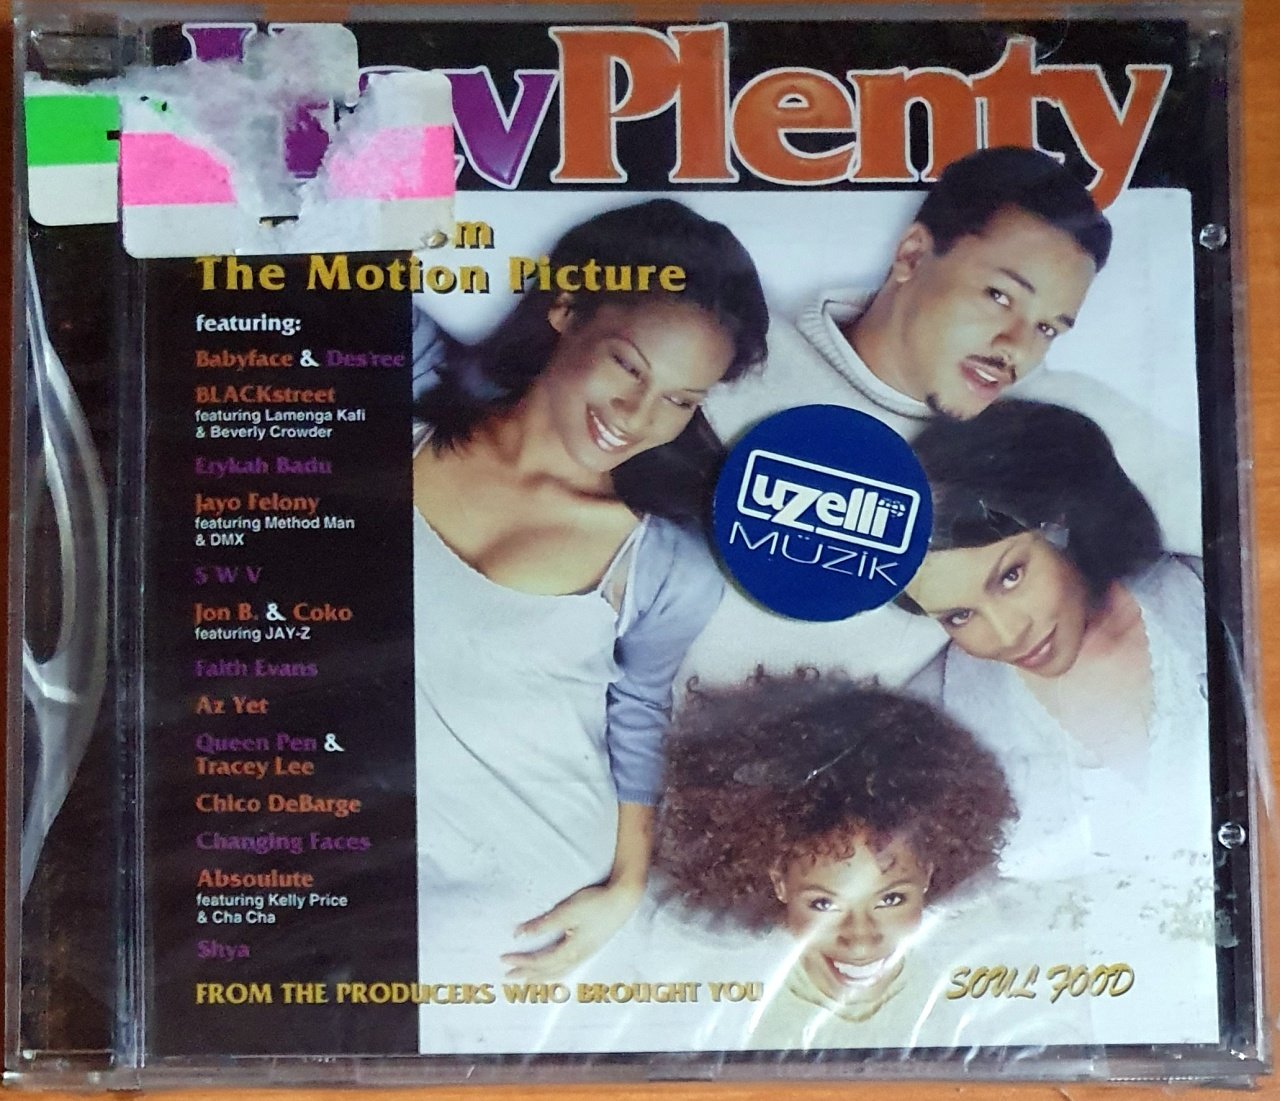 Plenty
The Motion Picture
featuring:
Babyface & Des'ree
BLACKstreet
featuring Lamenga Kafi
& Beverly Crowder
Erykah Badu
Jayo Felony
featuring Method Man
& DMX
S W V
Jon B. & Coko
featuring JAY-Z
Faith Evans
Az Yet
Queen Pen &
Tracey Lee
Chico DeBarge
Changing Faces
Absoulute
featuring Kelly Price
& Cha Cha
Shya
FROM THE PRODUCERS WHO BROUGHT YOU SOUL FOOD
uzelli
MÜZİK